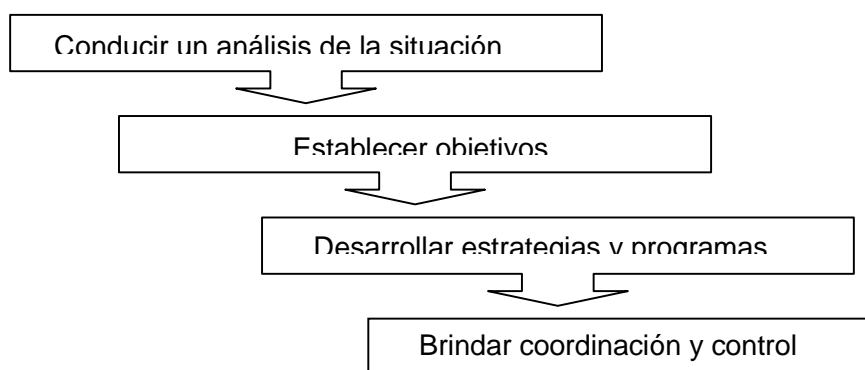 Conducir un análisis de la situación
Establecer objetivos
Desarrollar estrategias y programas
Brindar coordinación y control